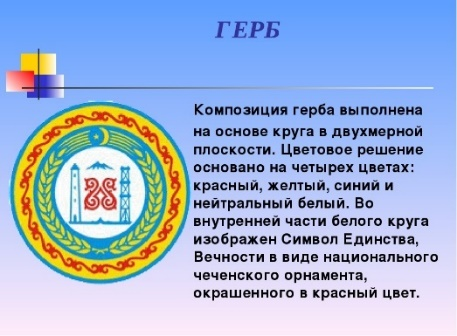 ГЕРБ
Композиция герба выполнена
на основе круга в двухмерной
плоскости. Цветовое решение
основано на четырех цветах:
красный, желтый, синий и
нейтральный белый. Во
внутренней части белого круга
изображен Символ Единства,
Вечности в виде национального
чеченского орнамента,
окрашенного в красный цвет.